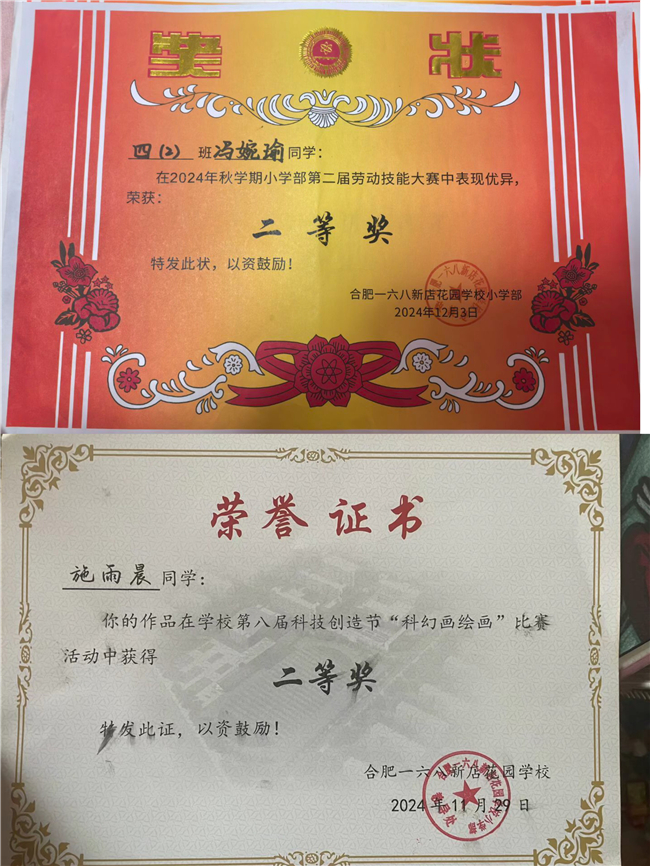 奖 状
四(2) 班冯婉瑜同学：
在2024年秋学期小学部第二届劳动技能大赛中表现优异，
荣获：
二等奖
特发此状，以资鼓励！
合肥一六八新店花园学校小学部
2024年12月3日
荣誉证书
施雨晨同学：
你的作品在学校第八届科技创造节“科幻画绘画”比赛
活动中获得
二等奖
特发此证，以资鼓励！
合肥一六八新店花园学校
2024年11月29日